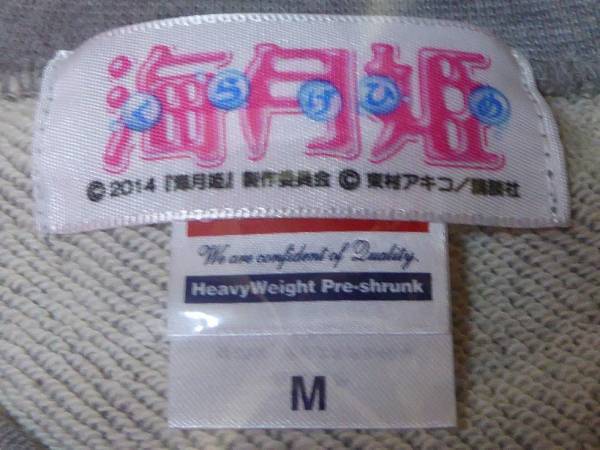 海月姫
くらげひめ
©2014『海月姫』製作委員会 ©東村アキコ/講談社
We are confident of Quality.
HeavyWeight Pre-shrunk
M